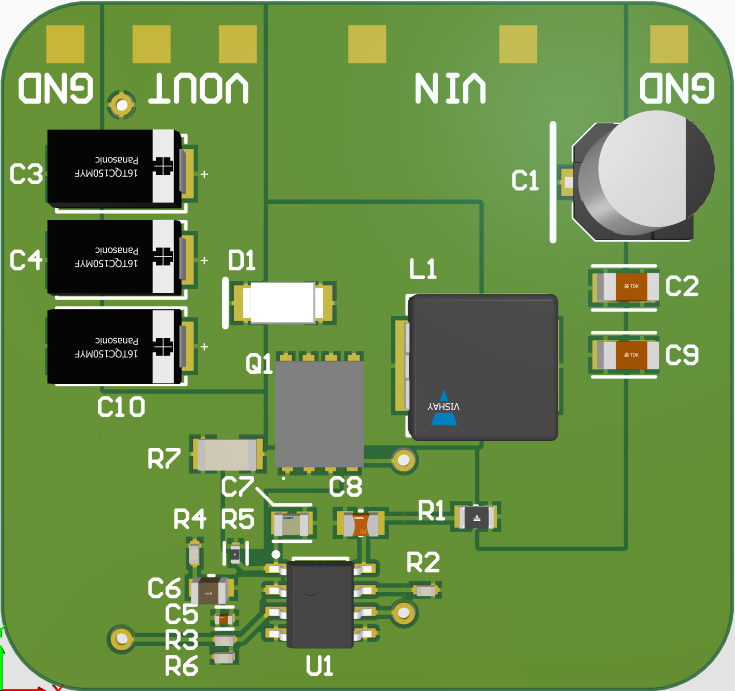 GND VOUT VIN GND
C3
16TQC150MYF
Panasonic
+
C1
C4
16TQC150MYF
Panasonic
+
D1
L1
C2
TDK
C10
16TQC150MYF
Panasonic
+
Q1
C9
TDK
VISHAY
R7
C7
C8
R4
R5
R1
R2
C6
C5
R3
R6
U1